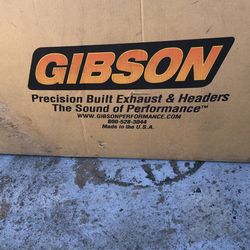 GIBSON
Precision Built Exhaust & Headers
The Sound of Performance™
WWW.GIBSONPERFORMANCE.COM
800-528-3044
Made in the U.S.A.